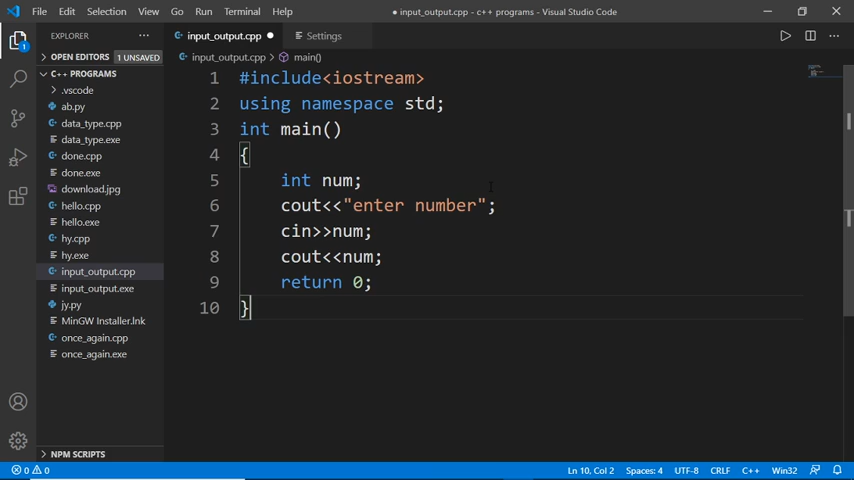 File Edit Selection View Go Run Terminal Help
● input_output.cpp - c++ programs - Visual Studio Code
EXPLORER ···
input_output.cpp ● Settings
OPEN EDITORS 1 UNSAVED
input_output.cpp > main()
C++ PROGRAMS
.vscode
ab.py
data_type.cpp
data_type.exe
done.cpp
done.exe
download.jpg
hello.cpp
hello.exe
hy.cpp
hy.exe
input_output.cpp
input_output.exe
jy.py
MinGW Installer.lnk
once_again.cpp
once_again.exe
NPM SCRIPTS
1 #include<iostream>
2 using namespace std;
3 int main()
4 {
5 int num;
6 cout<<"enter number";
7 cin>>num;
8 cout<<num;
9 return 0;
10 }
0 0 Ln 10, Col 2 Spaces: 4 UTF-8 CRLF C++ Win32